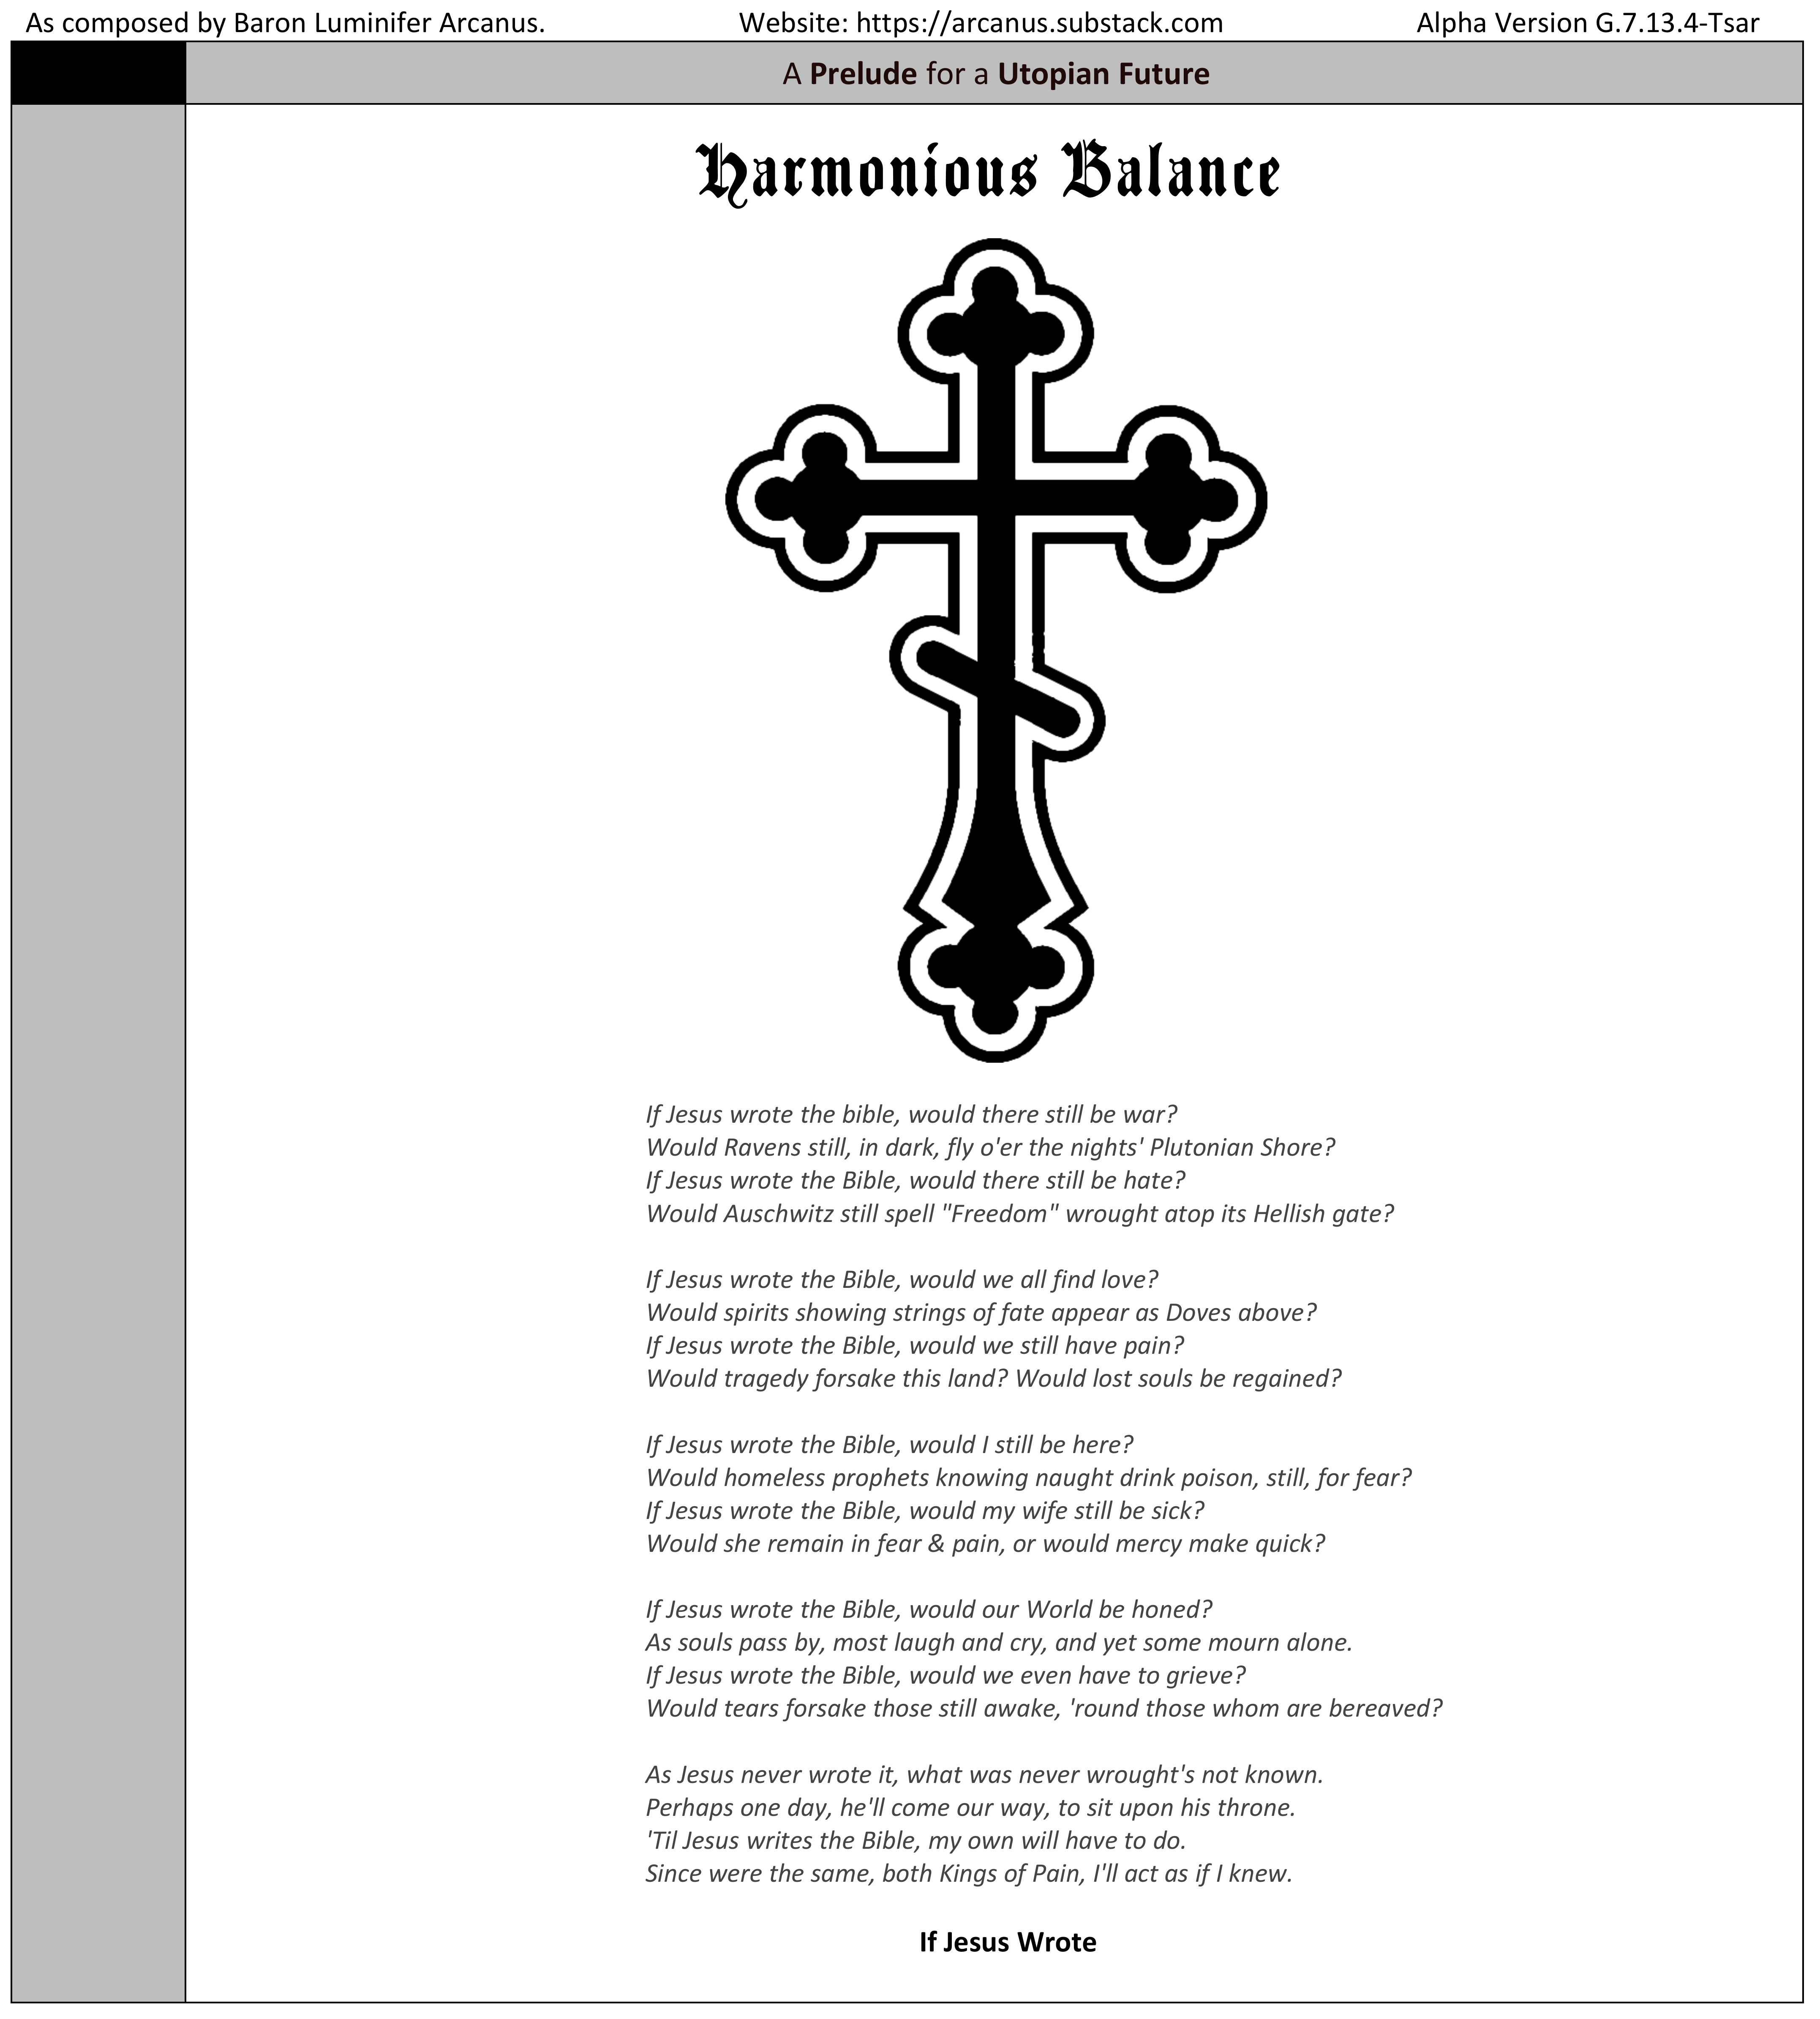 As composed by Baron Luminifer Arcanus. Website: https://arcanus.substack.com Alpha Version G.7.13.4-Tsar
A Prelude for a Utopian Future
Harmonious Balance
If Jesus wrote the bible, would there still be war?
Would Ravens still, in dark, fly o'er the nights' Plutonian Shore?
If Jesus wrote the Bible, would there still be hate?
Would Auschwitz still spell "Freedom" wrought atop its Hellish gate?
If Jesus wrote the Bible, would we all find love?
Would spirits showing strings of fate appear as Doves above?
If Jesus wrote the Bible, would we still have pain?
Would tragedy forsake this land? Would lost souls be regained?
If Jesus wrote the Bible, would I still be here?
Would homeless prophets knowing naught drink poison, still, for fear?
If Jesus wrote the Bible, would my wife still be sick?
Would she remain in fear & pain, or would mercy make quick?
If Jesus wrote the Bible, would our World be honed?
As souls pass by, most laugh and cry, and yet some mourn alone.
If Jesus wrote the Bible, would we even have to grieve?
Would tears forsake those still awake, 'round those whom are bereaved?
As Jesus never wrote it, what was never wrought's not known.
Perhaps one day, he'll come our way, to sit upon his throne.
'Til Jesus writes the Bible, my own will have to do.
Since were the same, both Kings of Pain, I'll act as if I knew.
If Jesus Wrote